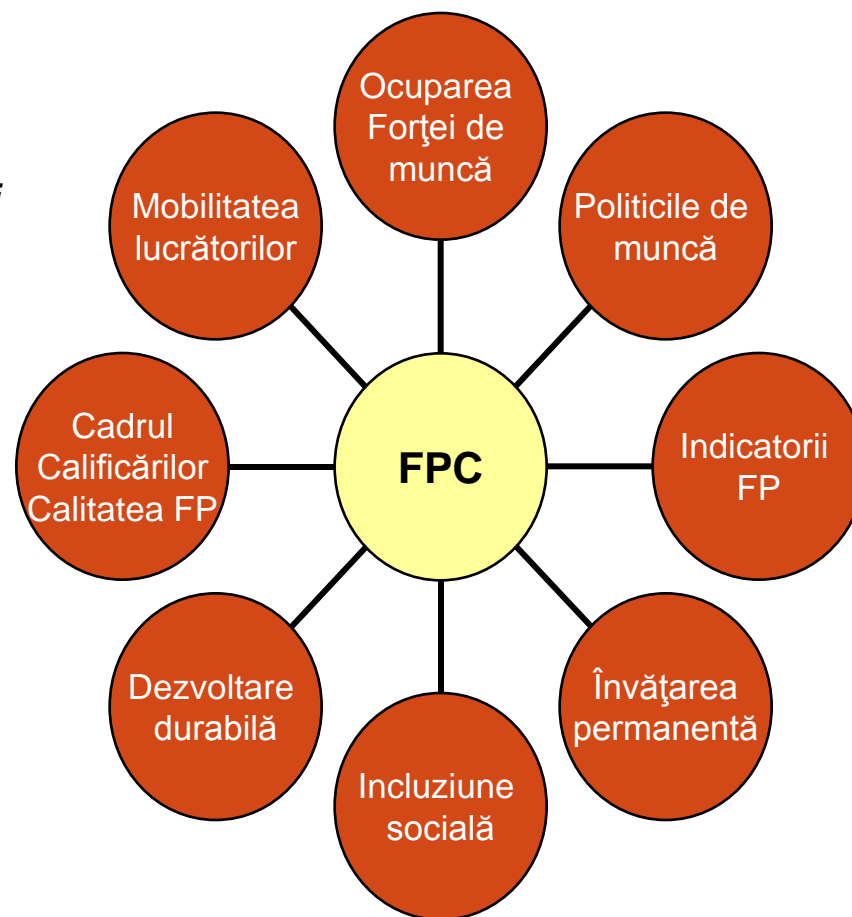 Ocuparea
Forţei de
muncă
Mobilitatea
lucrătorilor
Politicile de
muncă
Cadrul
Calificărilor
Calitatea FP
FPC
Indicatorii
FP
Dezvoltare
durabilă
Învăţarea
permanentă
Incluziune
socială